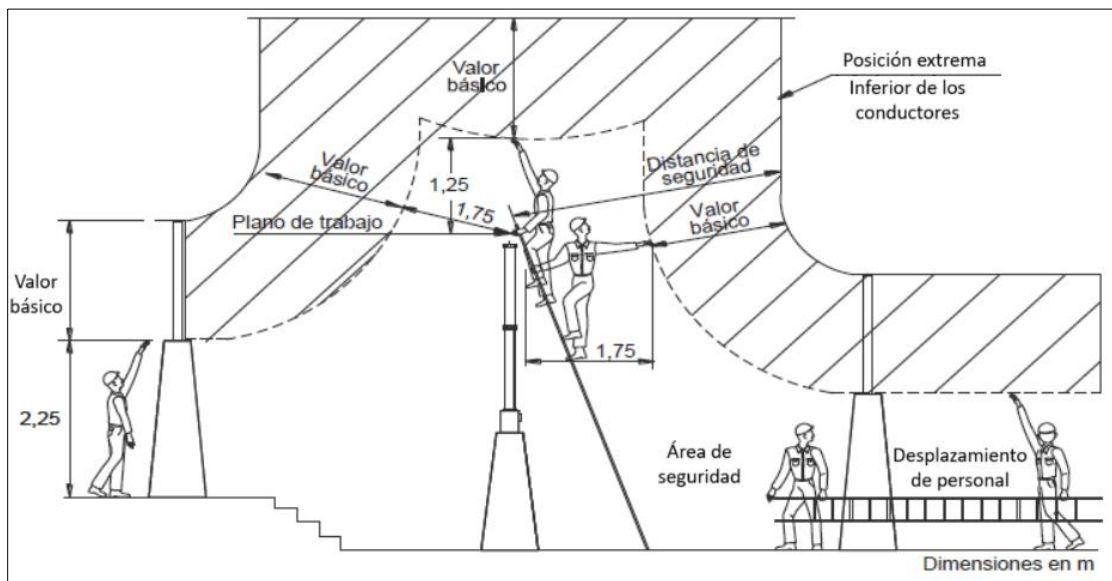 Valor
básico
Posición extrema
Inferior de los
conductores
Valor
básico
1,25
Distancia de
seguridad
1,75
Plano de trabajo
Valor
básico
Valor
básico
1,75
2,25
Área de
seguridad
Desplazamiento
de personal
Dimensiones en m